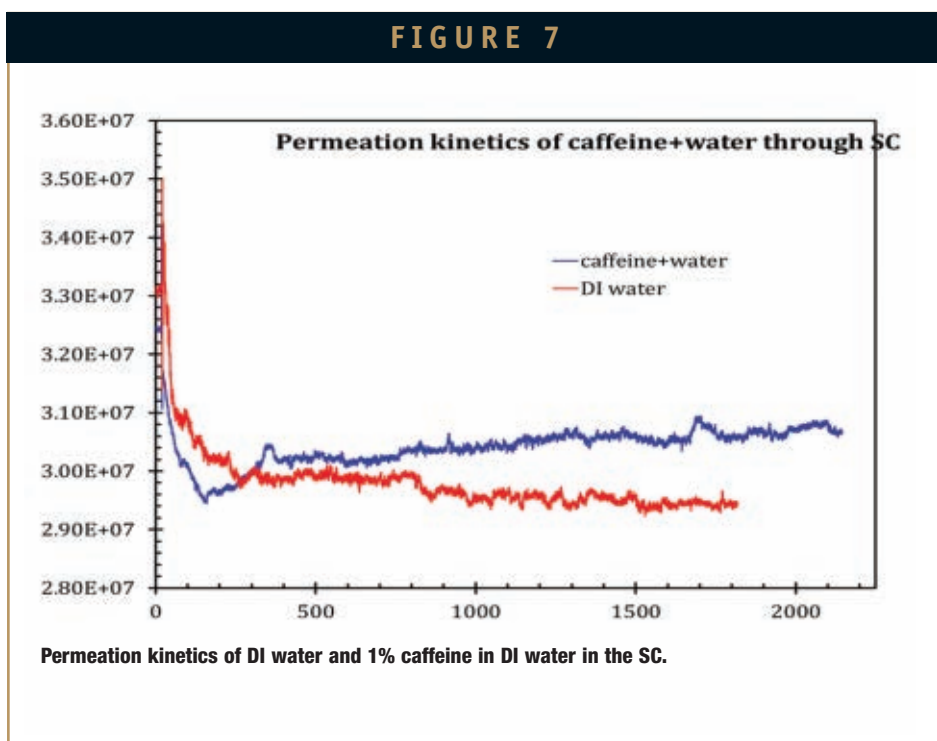 FIGURE 7
Permeation kinetics of caffeine+water through SC
3.60E+07
3.50E+07
3.40E+07
3.30E+07
3.20E+07
3.10E+07
3.00E+07
2.90E+07
2.80E+07
caffeine+water
DI water
0 500 1000 1500 2000
Permeation kinetics of DI water and 1% caffeine in DI water in the SC.